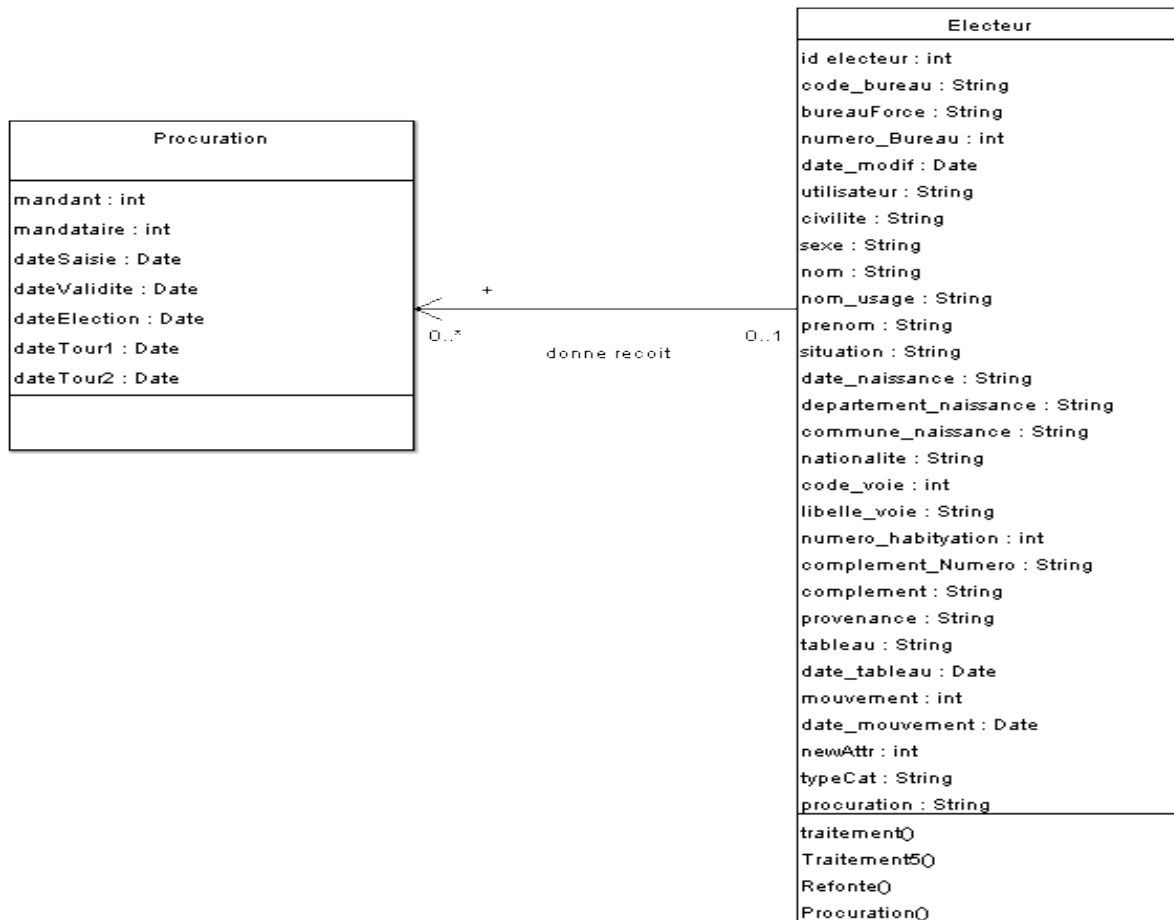 Procuration
mandant : int
mandataire : int
dateSaisie : Date
dateValidite : Date
dateElection : Date
dateTour1 : Date
dateTour2 : Date
+
0..*
0..1
donne recoit
Electeur
id electeur : int
code_bureau : String
bureauForce : String
numero_Bureau : int
date_modif : Date
utilisateur : String
civilite : String
sexe : String
nom : String
nom_usage : String
prenom : String
situation : String
date_naissance : String
departement_naissance : String
commune_naissance : String
nationalite : String
code_voie : int
libelle_voie : String
numero_habityation : int
complement_Numero : String
complement : String
provenance : String
tableau : String
date_tableau : Date
mouvement : int
date_mouvement : Date
newAttr : int
typeCat : String
procuration : String
traitement()
Traitement5()
Refonte()
Procuration()